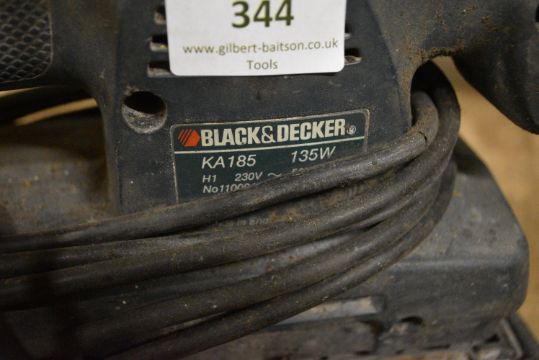 344
www.gilbert-baitson.co.uk
Tools
BLACK&DECKER®
KA185 135W
H1 230V ~